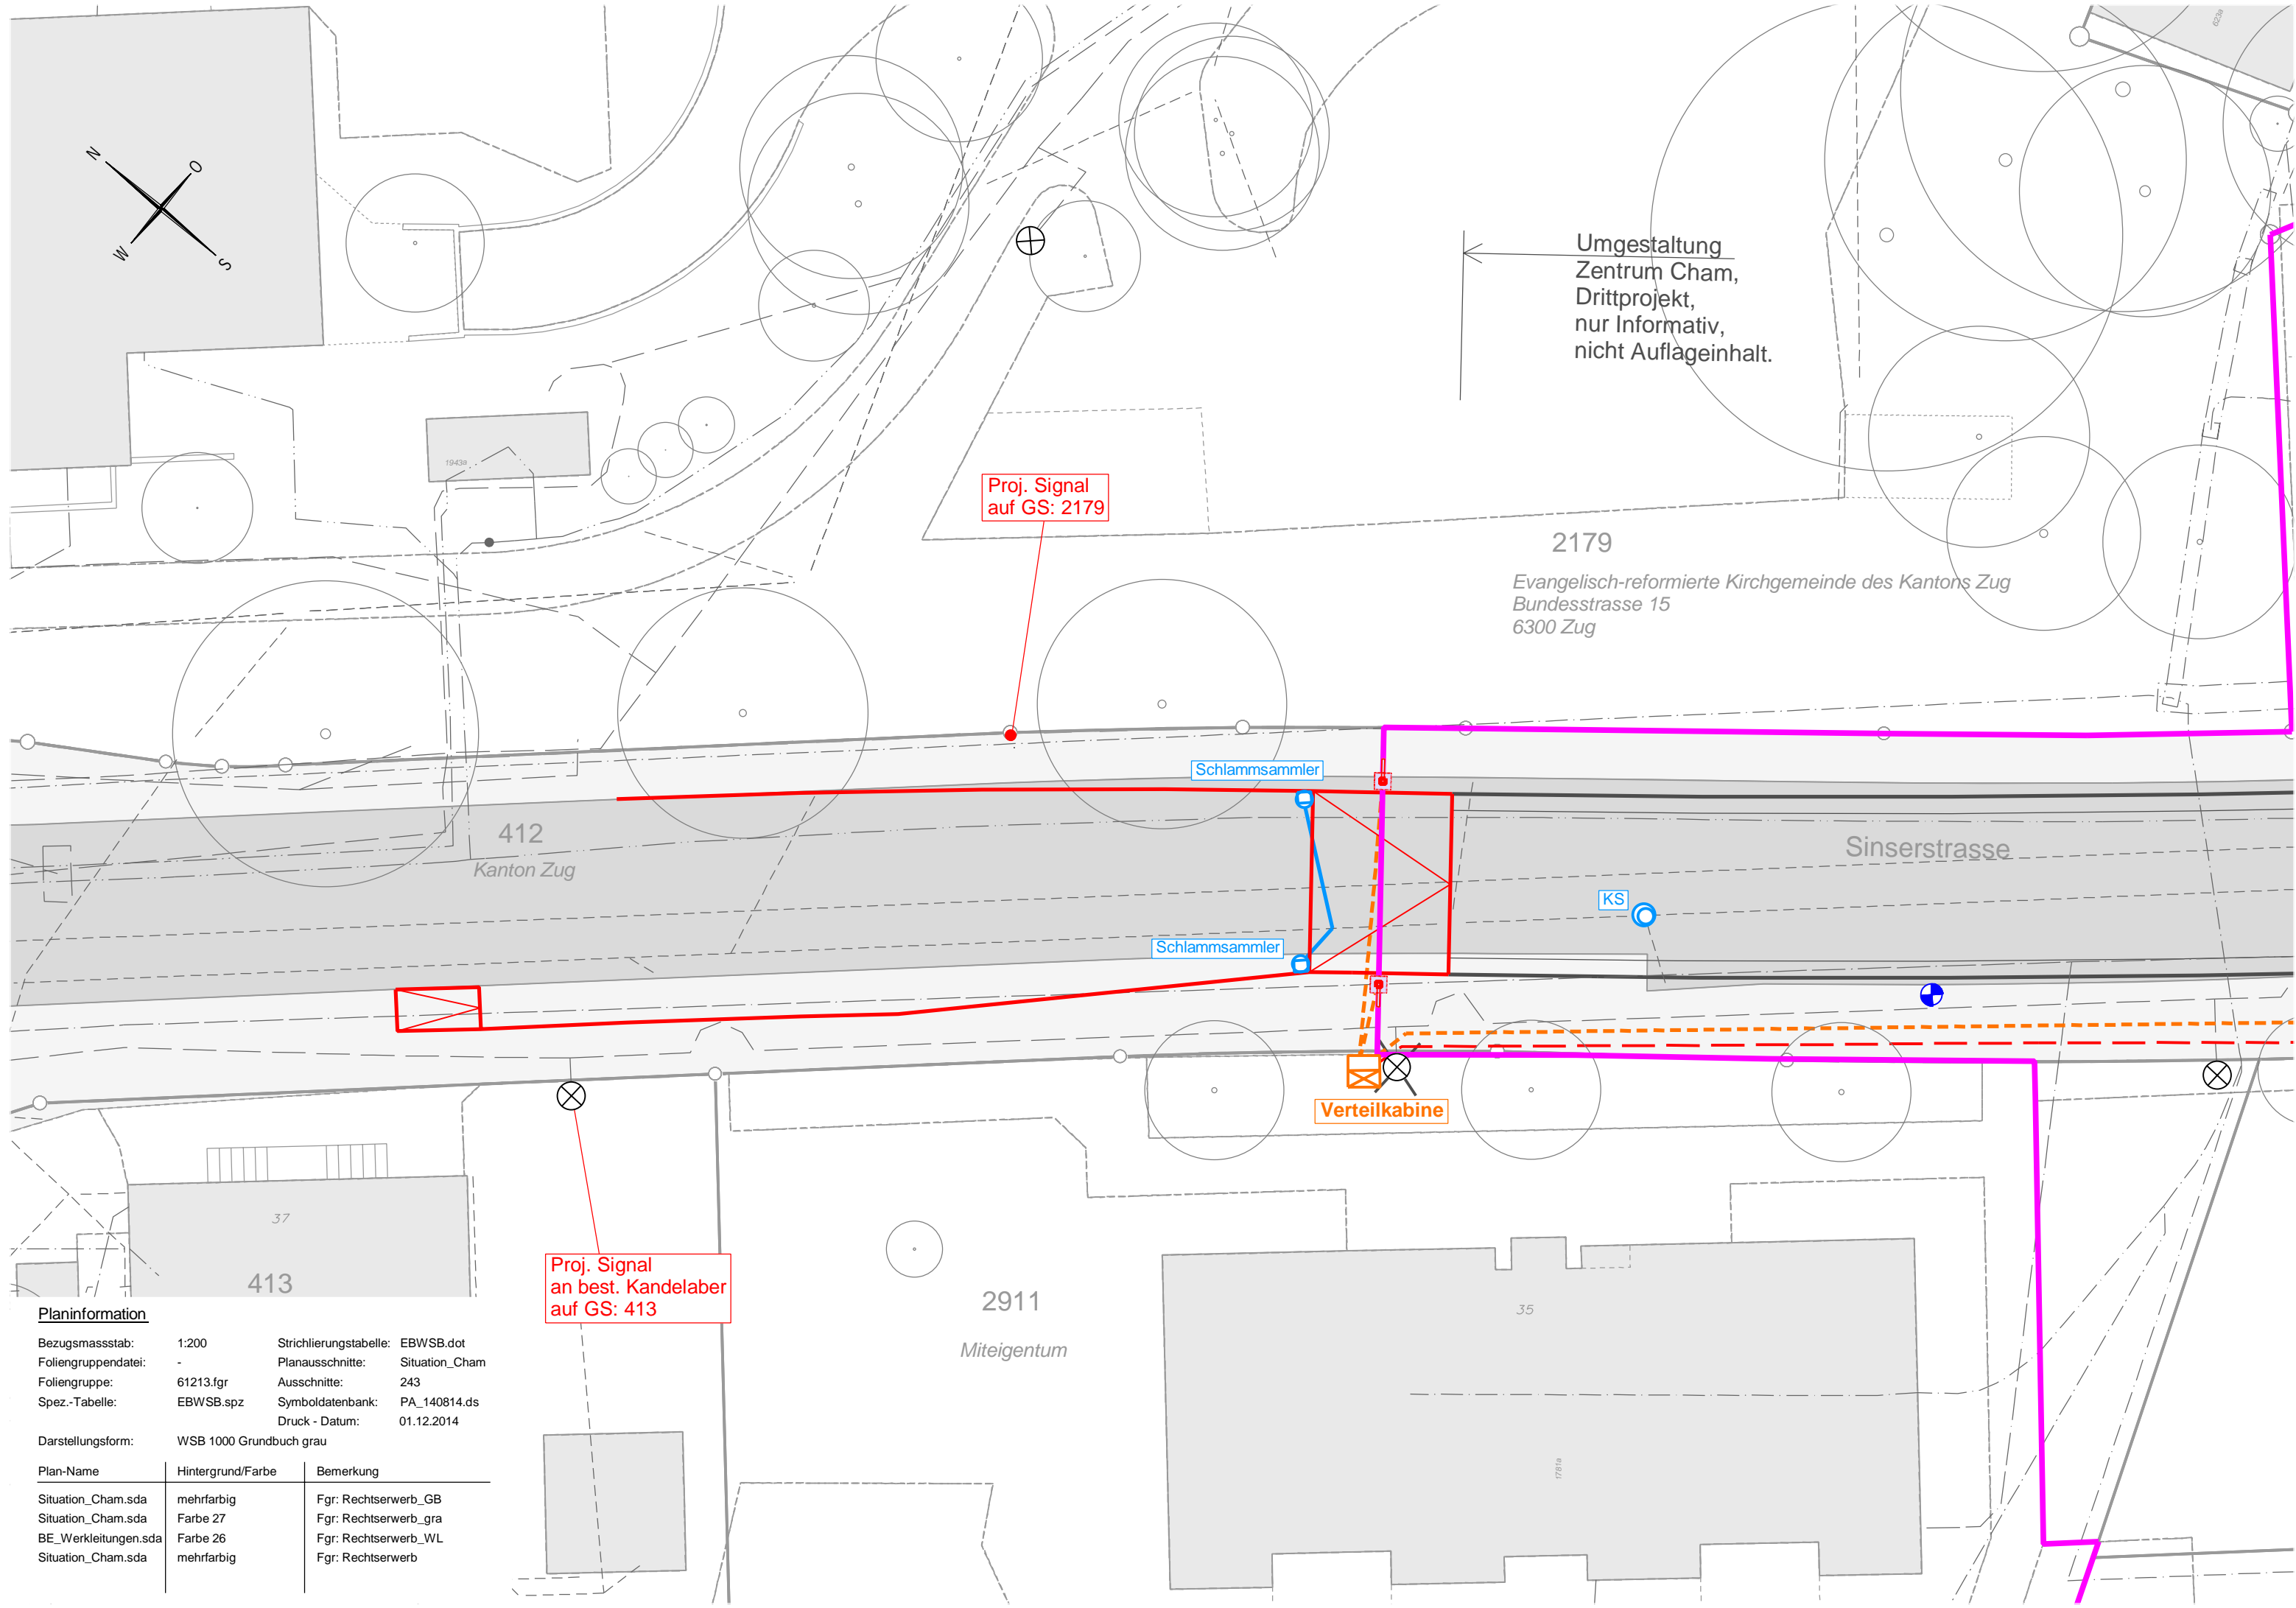 623a
N
O
W
S
Umgestaltung
Zentrum Cham,
Drittprojekt,
nur Informativ,
nicht Auflageinhalt.
1943a
Proj. Signal
auf GS: 2179
2179
Evangelisch-reformierte Kirchgemeinde des Kantons Zug
Bundesstrasse 15
6300 Zug
Schlammsammler
412
Kanton Zug
Sinserstrasse
KS
Schlammsammler
Verteilkabine
37
413
Proj. Signal
an best. Kandelaber
auf GS: 413
2911
Miteigentum
35
1781a
Planinformation
Bezugsmassstab: 1:200 Strichlierungstabelle: EBWSB.dot
Foliengruppendatei: - Planausschnitte: Situation_Cham
Foliengruppe: 61213.fgr Ausschnitte: 243
Spez.-Tabelle: EBWSB.spz Symboldatenbank: PA_140814.ds
Druck - Datum: 01.12.2014
Darstellungsform: WSB 1000 Grundbuch grau
Plan-Name Hintergrund/Farbe Bemerkung
Situation_Cham.sda mehrfarbig Fgr: Rechtserwerb_GB
Situation_Cham.sda Farbe 27 Fgr: Rechtserwerb_gra
BE_Werkleitungen.sda Farbe 26 Fgr: Rechtserwerb_WL
Situation_Cham.sda mehrfarbig Fgr: Rechtserwerb